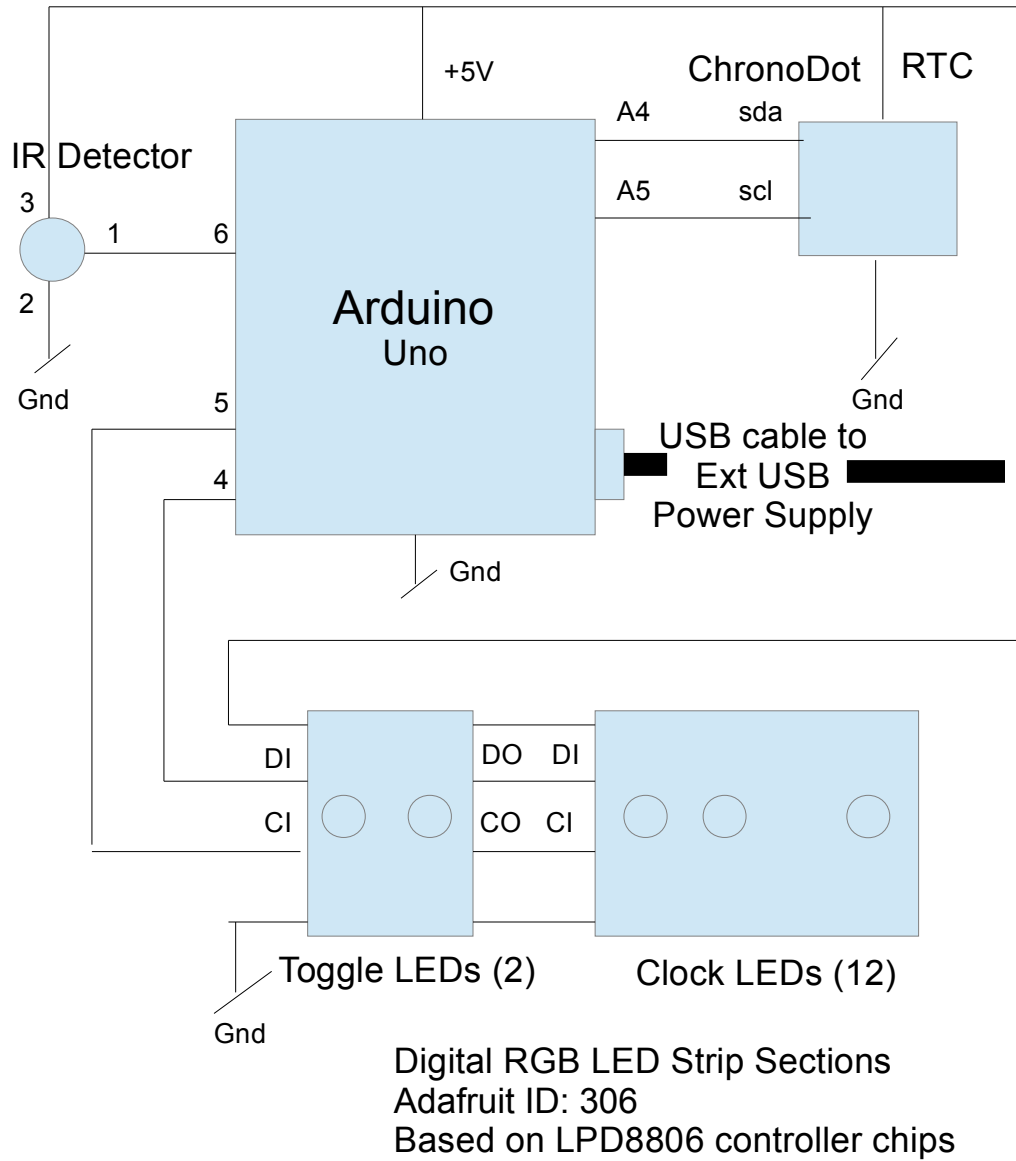 +5V
ChronoDot
RTC
A4
sda
IR Detector
3
A5
scl
1
6
2
Arduino
Uno
Gnd
Gnd
5
USB cable to
Ext USB
Power Supply
4
Gnd
DI
DO
DI
CI
CO
CI
Toggle LEDs (2)
Clock LEDs (12)
Gnd
Digital RGB LED Strip Sections
Adafruit ID: 306
Based on LPD8806 controller chips